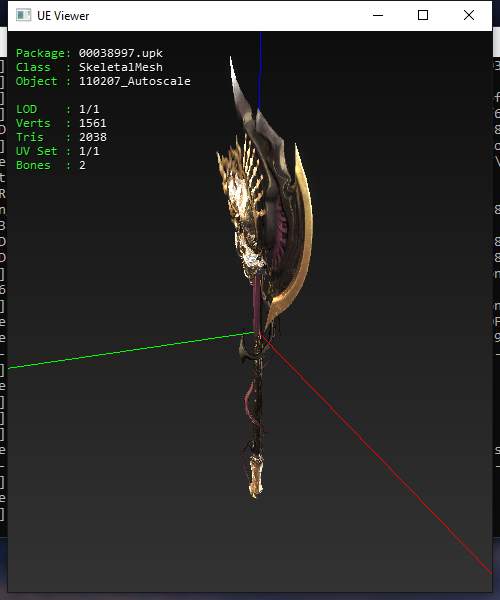 UE Viewer
Package: 00038997.upk
Class : SkeletalMesh
Object : 110207_Autoscale
LOD : 1/1
Verts : 1561
Tris : 2038
UV Set : 1/1
Bones : 2